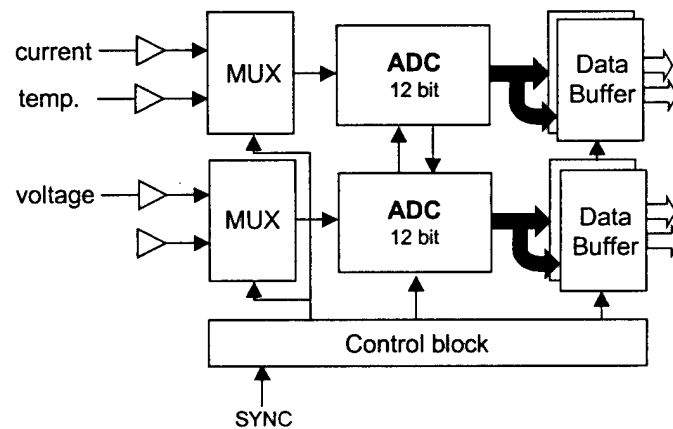 current
temp.
MUX
ADC
12 bit
Data
Buffer
voltage
MUX
ADC
12 bit
Data
Buffer
Control block
SYNC